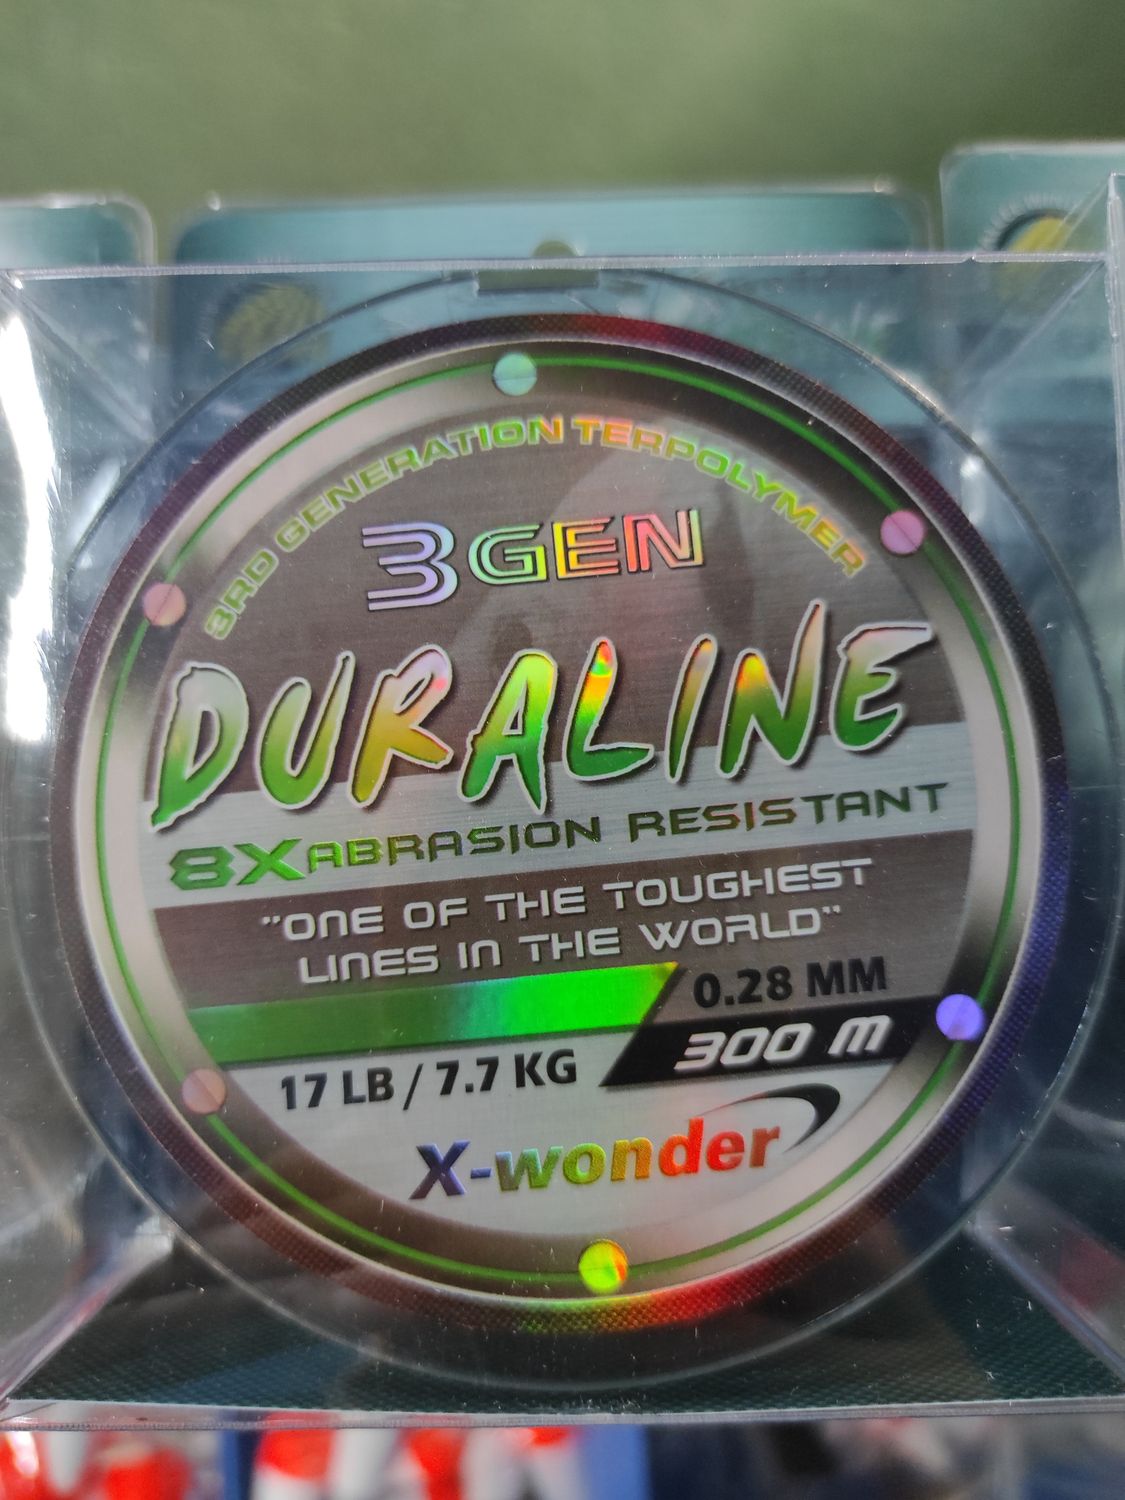 3RD GENERATION TERPOLYMER
3GEN
DURALINE
8X ABRASION RESISTANT
"ONE OF THE TOUGHEST
LINES IN THE WORLD"
0.28 MM
300 M
17 LB / 7.7 KG
X-wonder